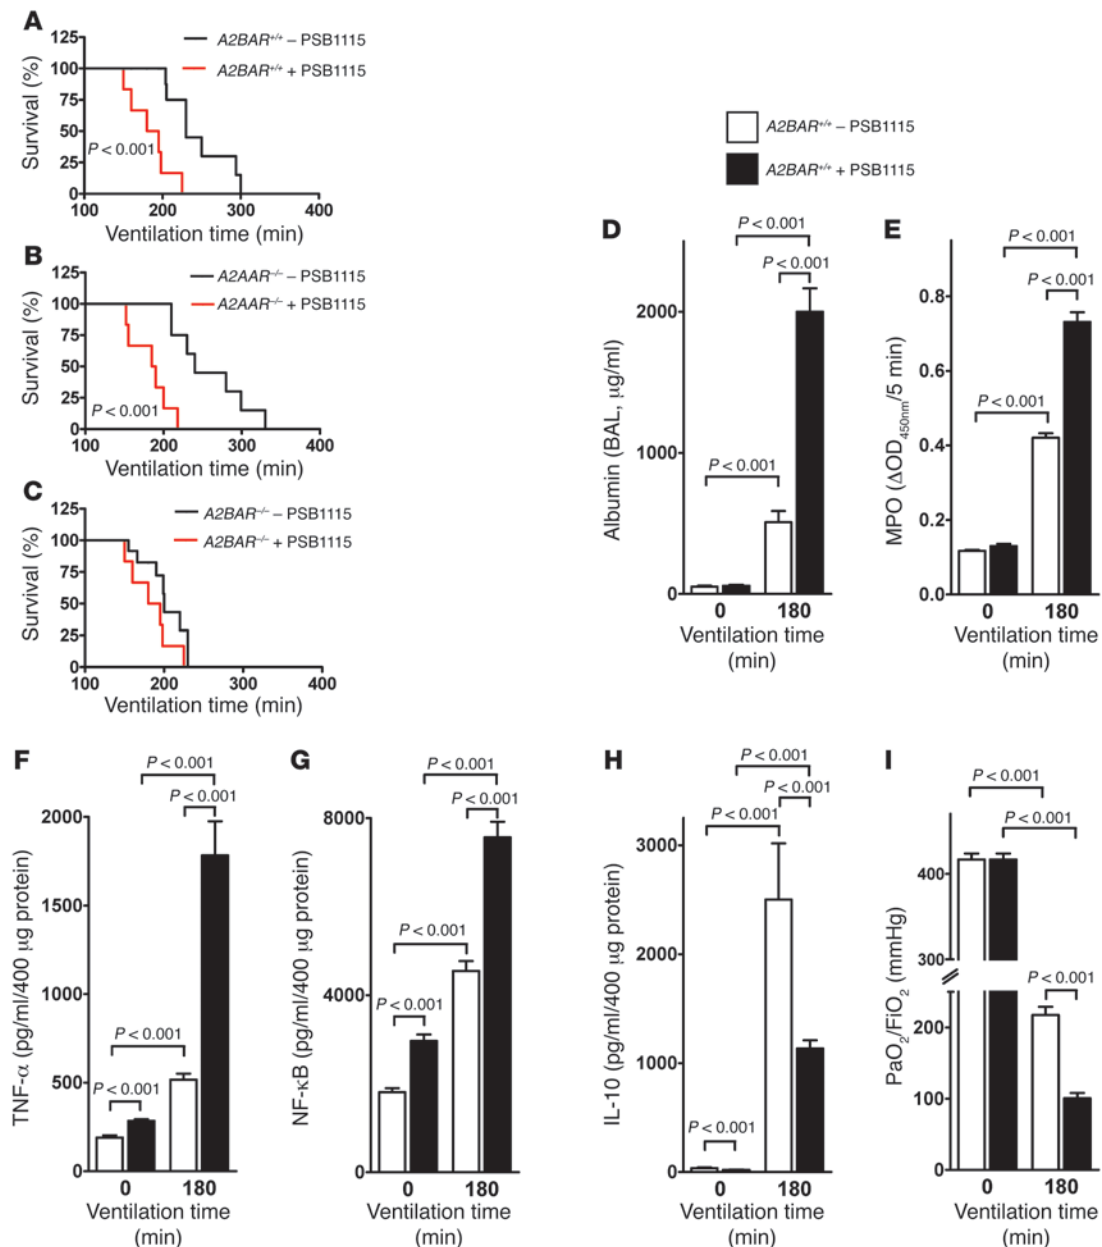 A
125
100
75
50
25
0
Survival (%)
A2BAR+/+ – PSB1115
A2BAR+/+ + PSB1115
P < 0.001
100 200 300 400
Ventilation time (min)
B
125
100
75
50
25
0
Survival (%)
A2AAR–/– – PSB1115
A2AAR–/– + PSB1115
P < 0.001
100 200 300 400
Ventilation time (min)
C
125
100
75
50
25
0
Survival (%)
A2BAR–/– – PSB1115
A2BAR–/– + PSB1115
100 200 300 400
Ventilation time (min)
A2BAR+/+ – PSB1115
A2BAR+/+ + PSB1115
D
P < 0.001
P < 0.001
P < 0.001
2000
1000
0
Albumin (BAL, μg/ml)
0 180
Ventilation time
(min)
E
P < 0.001
P < 0.001
P < 0.001
0.8
0.6
0.4
0.2
0.0
MPO (ΔOD450nm/5 min)
0 180
Ventilation time
(min)
F
P < 0.001
P < 0.001
P < 0.001
P < 0.001
2000
1500
1000
500
0
TNF-α (pg/ml/400 μg protein)
0 180
Ventilation time
(min)
G
P < 0.001
P < 0.001
P < 0.001
P < 0.001
8000
4000
0
NF-κB (pg/ml/400 μg protein)
0 180
Ventilation time
(min)
H
P < 0.001
P < 0.001
P < 0.001
P < 0.001
3000
2000
1000
0
IL-10 (pg/ml/400 μg protein)
0 180
Ventilation time
(min)
I
P < 0.001
P < 0.001
P < 0.001
400
300
200
100
0
PaO2/FiO2 (mmHg)
0 180
Ventilation time
(min)